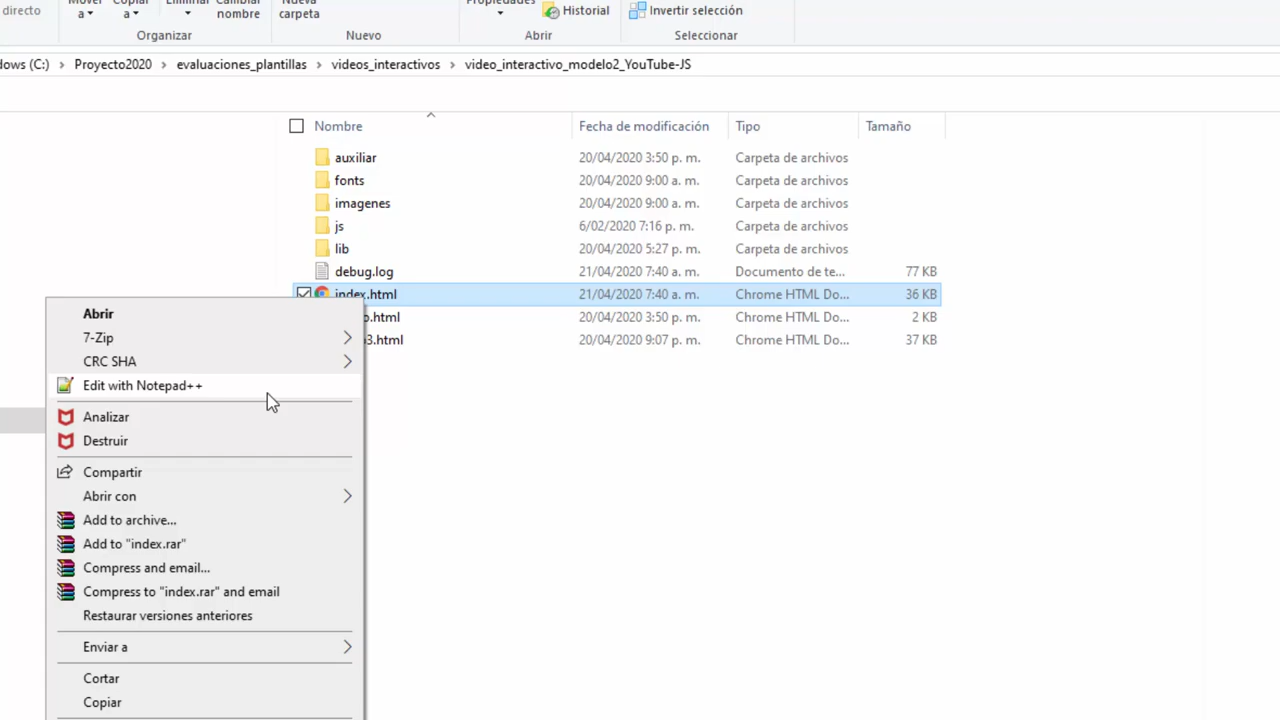 directo
Mover
a
Copiar
a
Eliminar
Cambiar
nombre
Nueva
carpeta
Propiedades
Historial
Invertir selección
Organizar
Nuevo
Abrir
Seleccionar
dows (C:) > Proyecto2020 > evaluaciones_plantillas > videos_interactivos > video_interactivo_modelo2_YouTube-JS
Nombre Fecha de modificación Tipo Tamaño
auxiliar 20/04/2020 3:50 p. m. Carpeta de archivos
fonts 20/04/2020 9:00 a. m. Carpeta de archivos
imagenes 20/04/2020 9:00 a. m. Carpeta de archivos
js 6/02/2020 7:16 p. m. Carpeta de archivos
lib 20/04/2020 5:27 p. m. Carpeta de archivos
debug.log 21/04/2020 7:40 a. m. Documento de te... 77 KB
index.html 21/04/2020 7:40 a. m. Chrome HTML Do... 36 KB
o.html 20/04/2020 3:50 p. m. Chrome HTML Do... 2 KB
i3.html 20/04/2020 9:07 p. m. Chrome HTML Do... 37 KB
Abrir
7-Zip
CRC SHA
Edit with Notepad++
Analizar
Destruir
Compartir
Abrir con
Add to archive...
Add to "index.rar"
Compress and email...
Compress to "index.rar" and email
Restaurar versiones anteriores
Enviar a
Cortar
Copiar